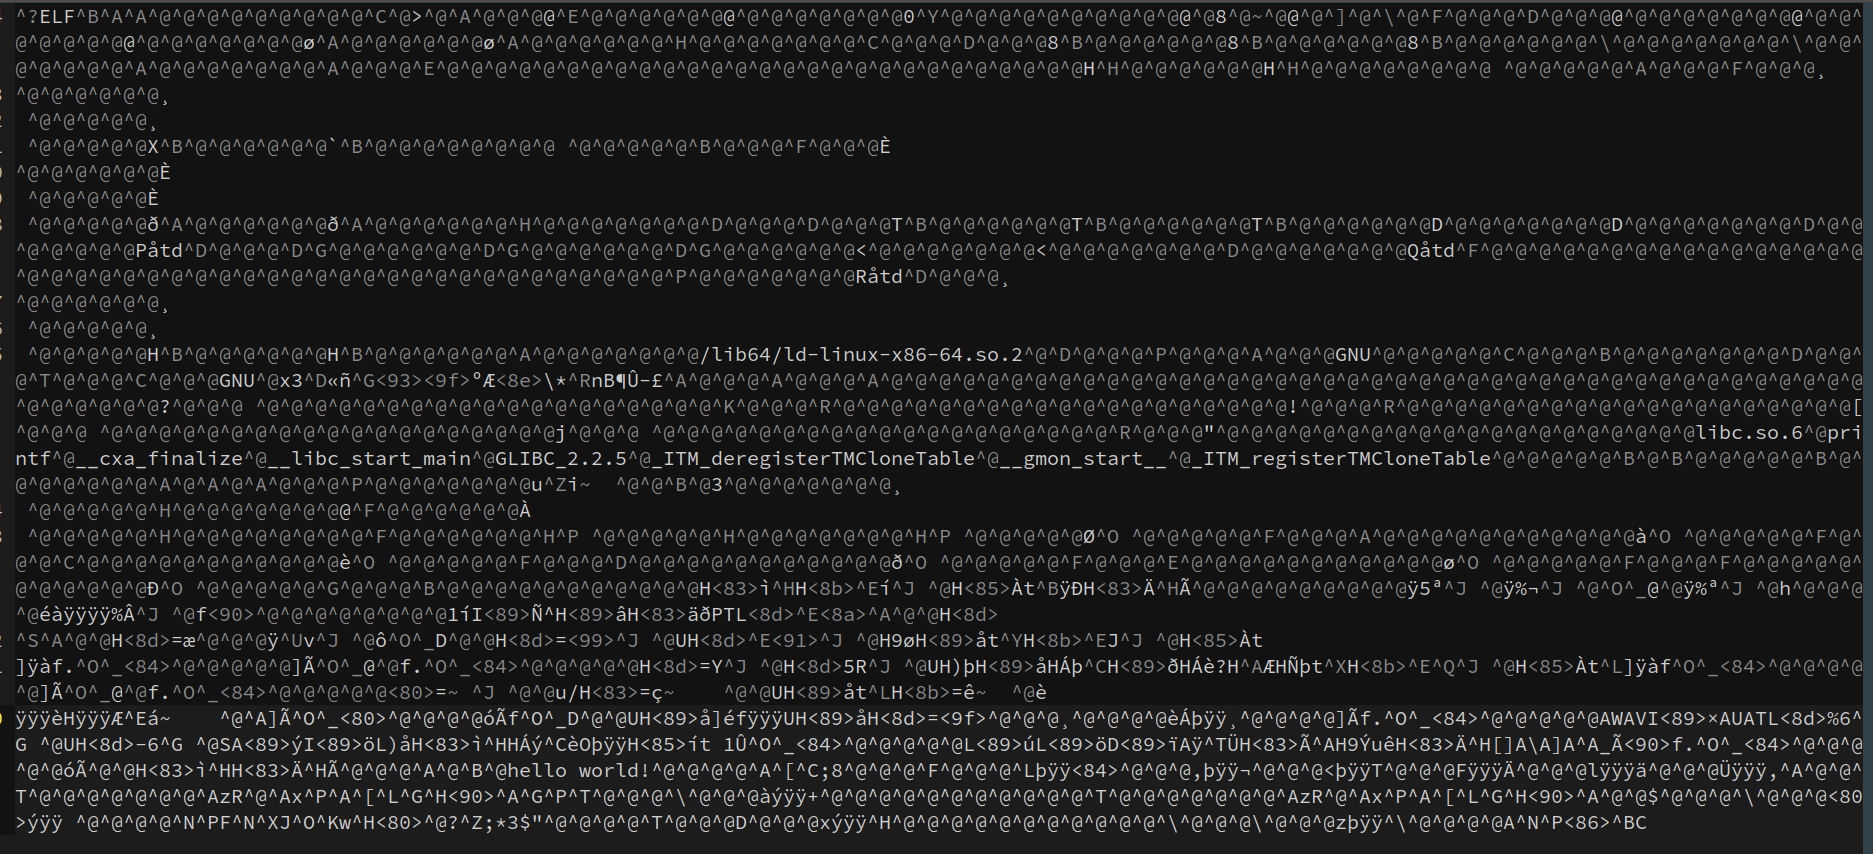 ^?ELF^B^A^A^@^@^@^@^@^@^@^@^@^C^@>^@^A^@^@^@@^E^@^@^@^@^@^@@^@^@^@^@^@^@^@0^Y^@^@^@^@^@^@^@^@^@^@@^@8^@~^@@^@^]^@^\^@^F^@^@^@^D^@^@^@@^@^@^@^@^@^@^@@^@^@^
@^@^@^@^@@^@^@^@^@^@^@^@ø^A^@^@^@^@^@^@ø^A^@^@^@^@^@^@^H^@^@^@^@^@^@^@^C^@^@^@^D^@^@^@8^B^@^@^@^@^@^@8^B^@^@^@^@^@^@8^B^@^@^@^@^@^@^\^@^@^@^@^@^@^@^\^@^@^
@^@^@^@^@^A^@^@^@^@^@^@^@^A^@^@^@^E^@^@^@^@^@^@^@^@^@^@^@^@^@^@^@^@^@^@^@^@^@^@^@H^H^@^@^@^@^@^@H^H^@^@^@^@^@^@^@ ^@^@^@^@^@^A^@^@^@^F^@^@^@¸
^@^@^@^@^@^@¸
^@^@^@^@^@¸
^@^@^@^@^@X^B^@^@^@^@^@^@`^B^@^@^@^@^@^@^@^@ ^@^@^@^@^@^B^@^@^@^F^@^@^@È
^@^@^@^@^@^@È
^@^@^@^@^@È
^@^@^@^@^@ð^A^@^@^@^@^@^@ð^A^@^@^@^@^@^@^H^@^@^@^@^@^@^@^D^@^@^@^D^@^@^@T^B^@^@^@^@^@^@T^B^@^@^@^@^@^@T^B^@^@^@^@^@^@D^@^@^@^@^@^@^@D^@^@^@^@^@^@^@^D^@^@^
@^@^@^@^@Påtd^D^@^@^@^D^G^@^@^@^@^@^@^D^G^@^@^@^@^@^@^D^G^@^@^@^@^@^@<^@^@^@^@^@^@^@<^@^@^@^@^@^@^@^D^@^@^@^@^@^@^@Qåtd^F^@^@^@^@^@^@^@^@^@^@^@^@^@^@^@^@
^@^@^@^@^@^@^@^@^@^@^@^@^@^@^@^@^@^@^@^@^@^@^@^@^@^@^@^P^@^@^@^@^@^@^@Råtd^D^@^@^@¸
^@^@^@^@^@^@¸
^@^@^@^@^@¸
^@^@^@^@^@H^B^@^@^@^@^@^@H^B^@^@^@^@^@^@^A^@^@^@^@^@^@^@/lib64/ld-linux-x86-64.so.2^@^D^@^@^@^P^@^@^@^A^@^@^@GNU^@^@^@^@^@^C^@^@^@^B^@^@^@^@^@^@^@^D^@^@^
@^T^@^@^@^C^@^@^@GNU^@x3^D«ñ^G<93><9f>ºÆ<8e>\*^RnB¶Û-£^A^@^@^@^A^@^@^@^A^@^@^@^@^@^@^@^@^@^@^@^@^@^@^@^@^@^@^@^@^@^@^@^@^@^@^@^@^@^@^@^@^@^@^@^@^@
^@^@^@^@^@^@?^@^@^@ ^@^@^@^@^@^@^@^@^@^@^@^@^@^@^@^@^@^@^@^K^@^@^@^R^@^@^@^@^@^@^@^@^@^@^@^@^@^@^@^@^@^@^@!^@^@^@^R^@^@^@^@^@^@^@^@^@^@^@^@^@^@^@^@^@^@^@[
^@^@^@ ^@^@^@^@^@^@^@^@^@^@^@^@^@^@^@^@^@^@^@j^@^@^@ ^@^@^@^@^@^@^@^@^@^@^@^@^@^@^@^@^@^@^@^R^@^@^@"^@^@^@^@^@^@^@^@^@^@^@^@^@^@^@^@^@^@^@libc.so.6^@pri
ntf^@__cxa_finalize^@__libc_start_main^@GLIBC_2.2.5^@_ITM_deregisterTMCloneTable^@__gmon_start__^@_ITM_registerTMCloneTable^@^@^@^@^@^B^@^B^@^@^@^@^@^B^@^
@^@^@^@^@^@^A^@^A^@^A^@^@^@^P^@^@^@^@^@^@^@u^Zi~  ^@^@^B^@3^@^@^@^@^@^@^@¸
^@^@^@^@^@^H^@^@^@^@^@^@^@@^F^@^@^@^@^@^@À
^@^@^@^@^@^H^@^@^@^@^@^@^@^F^@^@^@^@^@^@^H^P ^@^@^@^@^@^H^@^@^@^@^@^@^@^H^P ^@^@^@^@^@Ø^O ^@^@^@^@^@^F^@^@^@^A^@^@^@^@^@^@^@^@^@^@^@à^O ^@^@^@^@^@^F^@^
@^@^C^@^@^@^@^@^@^@^@^@^@^@è^O ^@^@^@^@^@^F^@^@^@^D^@^@^@^@^@^@^@^@^@^@^@ð^O ^@^@^@^@^@^F^@^@^@^E^@^@^@^@^@^@^@^@^@^@^@ø^O ^@^@^@^@^@^F^@^@^@^F^@^@^@^@^
@^@^@^@^@^@^@Ð^O ^@^@^@^@^@^G^@^@^@^B^@^@^@^@^@^@^@^@^@^@^@H<83>ì^HH<8b>^Eí^J ^@H<85>Àt^BÿÐH<83>Ä^HÃ^@^@^@^@^@^@^@^@^@ÿ5ª^J ^@ÿ%¬^J ^@^O^_@^@ÿ%ª^J ^@h^@^@^@
^@éàÿÿÿÿ%Â^J ^@f<90>^@^@^@^@^@^@^@^@1íI<89>Ñ^H<89>âH<83>äðPTL<8d>^E<8a>^A^@^@H<8d>
^S^A^@^@H<8d>=æ^@^@^@ÿ^Uv^J ^@ô^O^_D^@^@H<8d>=<99>^J ^@UH<8d>^E<91>^J ^@H9øH<89>åt^YH<8b>^EJ^J ^@H<85>Àt
]ÿàf.^O^_<84>^@^@^@^@^@]Ã^O^_@^@f.^O^_<84>^@^@^@^@^@H<8d>=Y^J ^@H<8d>5R^J ^@UH)þH<89>åHÁþ^CH<89>ðHÁè?H^AÆHÑþt^XH<8b>^E^Q^J ^@H<85>Àt^L]ÿàf^O^_<84>^@^@^@^@
^@]Ã^O^_@^@f.^O^_<84>^@^@^@^@^@<80>=~ ^J ^@^@u/H<83>=ç~    ^@^@UH<89>åt^LH<8b>=ê~  ^@è
ÿÿÿèHÿÿÿÆ^Eá~    ^@^A]Ã^O^_<80>^@^@^@^@óÃf^O^_D^@^@UH<89>å]éfÿÿÿUH<89>åH<8d>=<9f>^@^@^@¸^@^@^@^@èÁþÿÿ¸^@^@^@^@]Ãf.^O^_<84>^@^@^@^@^@AWAVI<89>×AUATL<8d>%6^
G ^@UH<8d>-6^G ^@SA<89>ýI<89>öL)åH<83>ì^HHÁý^CèOþÿÿH<85>ít 1Û^O^_<84>^@^@^@^@^@L<89>úL<89>öD<89>ïAÿ^TÜH<83>Ã^AH9ÝuêH<83>Ä^H[]A\A]A^A_Ã<90>f.^O^_<84>^@^@^@
^@^@óÃ^@^@H<83>ì^HH<83>Ä^HÃ^@^@^@^A^@^B^@hello world!^@^@^@^@^A^[^C;8^@^@^@^F^@^@^@^Lþÿÿ<84>^@^@^@,þÿÿ¬^@^@^@<þÿÿT^@^@^@FÿÿÿÄ^@^@^@lÿÿÿä^@^@^@Üÿÿÿ,^A^@^@^
T^@^@^@^@^@^@^@^AzR^@^Ax^P^A^[^L^G^H<90>^A^G^P^T^@^@^@^\^@^@^@àýÿÿ+^@^@^@^@^@^@^@^@^@^@^@^T^@^@^@^@^@^@^@^AzR^@^Ax^P^A^[^L^G^H<90>^A^@^@$^@^@^@^\^@^@^@<80
>ýÿÿ ^@^@^@^@^N^PF^N^XJ^O^Kw^H<80>^@?^Z;*3$"^@^@^@^@^T^@^@^@D^@^@^@xýÿÿ^H^@^@^@^@^@^@^@^@^@^@^@^\^@^@^@\^@^@^@zþÿÿ^\^@^@^@^@A^N^P<86>^BC